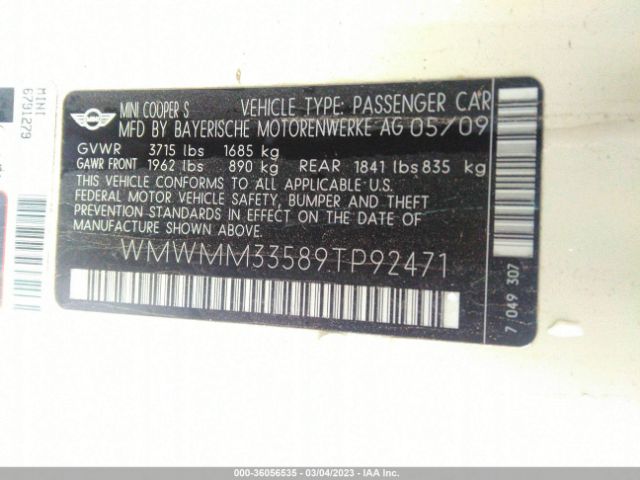 MINI COOPER S VEHICLE TYPE: PASSENGER CAR
MFD BY BAYERISCHE MOTORENWERKE AG 05/09
GVWR 3715 lbs 1685 kg
GAWR FRONT 1962 lbs 890 kg REAR 1841 lbs 835 kg
THIS VEHICLE CONFORMS TO ALL APPLICABLE U.S.
FEDERAL MOTOR VEHICLE SAFETY, BUMPER AND THEFT
PREVENTION STANDARDS IN EFFECT ON THE DATE OF
MANUFACTURE SHOWN ABOVE.
WMWMM33589TP92471
7 049 307
MINI
6791279
000-36056535 - 03/04/2023 - IAA Inc.